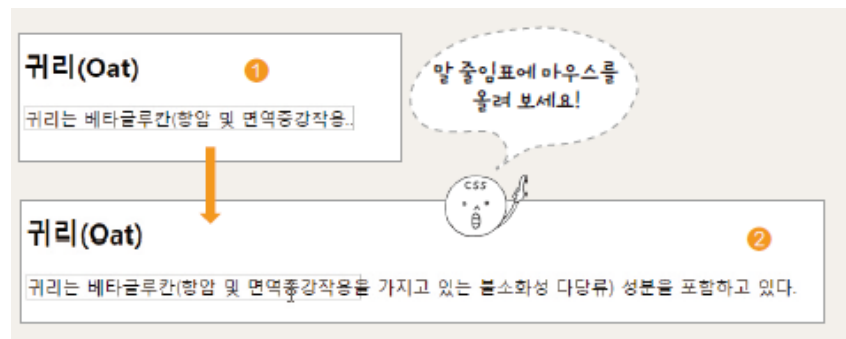 귀리(Oat)
1
귀리는 베타글루칸(항암 및 면역증강작용..
말 줄임표에 마우스를
올려 보세요!
CSS
귀리(Oat)
2
귀리는 베타글루칸(항암 및 면역증강작용을 가지고 있는 불소화성 다당류) 성분을 포함하고 있다.